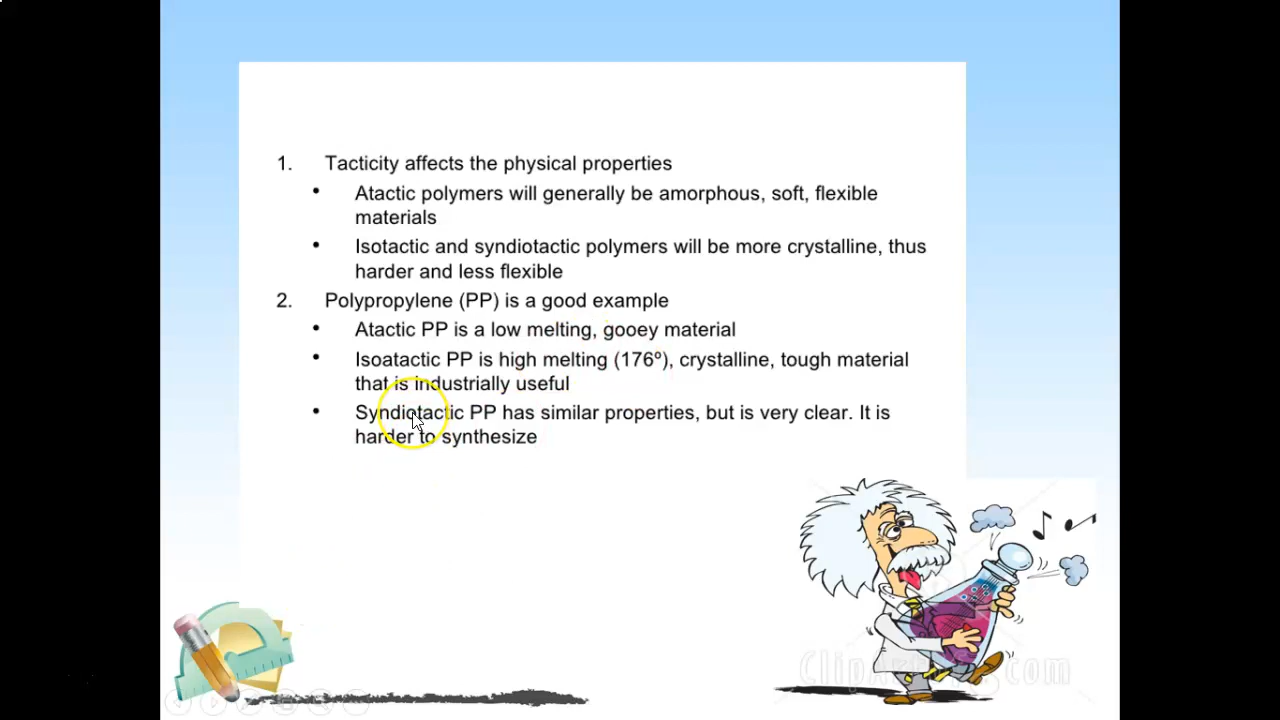 1. Tacticity affects the physical properties
• Atactic polymers will generally be amorphous, soft, flexible
materials
• Isotactic and syndiotactic polymers will be more crystalline, thus
harder and less flexible
2. Polypropylene (PP) is a good example
• Atactic PP is a low melting, gooey material
• Isoatactic PP is high melting (176º), crystalline, tough material
that is industrially useful
• Syndiotactic PP has similar properties, but is very clear. It is
harder to synthesize